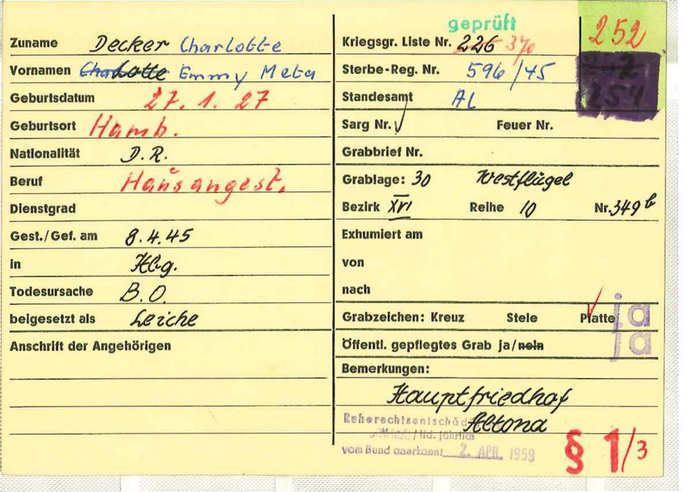 Zuname Decker Charlotte
Vornamen Charlotte Emmy Meta
Geburtsdatum 27. 1. 27
Geburtsort Hamb.
Nationalität D.R.
Beruf Hausangest.
Dienstgrad
Gest./Gef. am 8.4.45
in Hbg.
Todesursache B.O.
beigesetzt als Leiche
Anschrift der Angehörigen
geprüft
252
Kriegsgr. Liste Nr. 226 370
Sterbe-Reg. Nr. 596/45
254
Standesamt AL
Sarg Nr. √ Feuer Nr.
Grabbrief Nr.
Grablage: 30 Westflügel
Bezirk XVI Reihe 10 Nr. 349 b
Exhumiert am
von
nach
Grabzeichen: Kreuz Stele Platte ja
Öffentl. gepflegtes Grab ja/nein ja
Bemerkungen:
Hauptfriedhof
Altona
Ruherechtsentschäd
vom Bund anerkannt 2. APR. 1959
§ 1/3